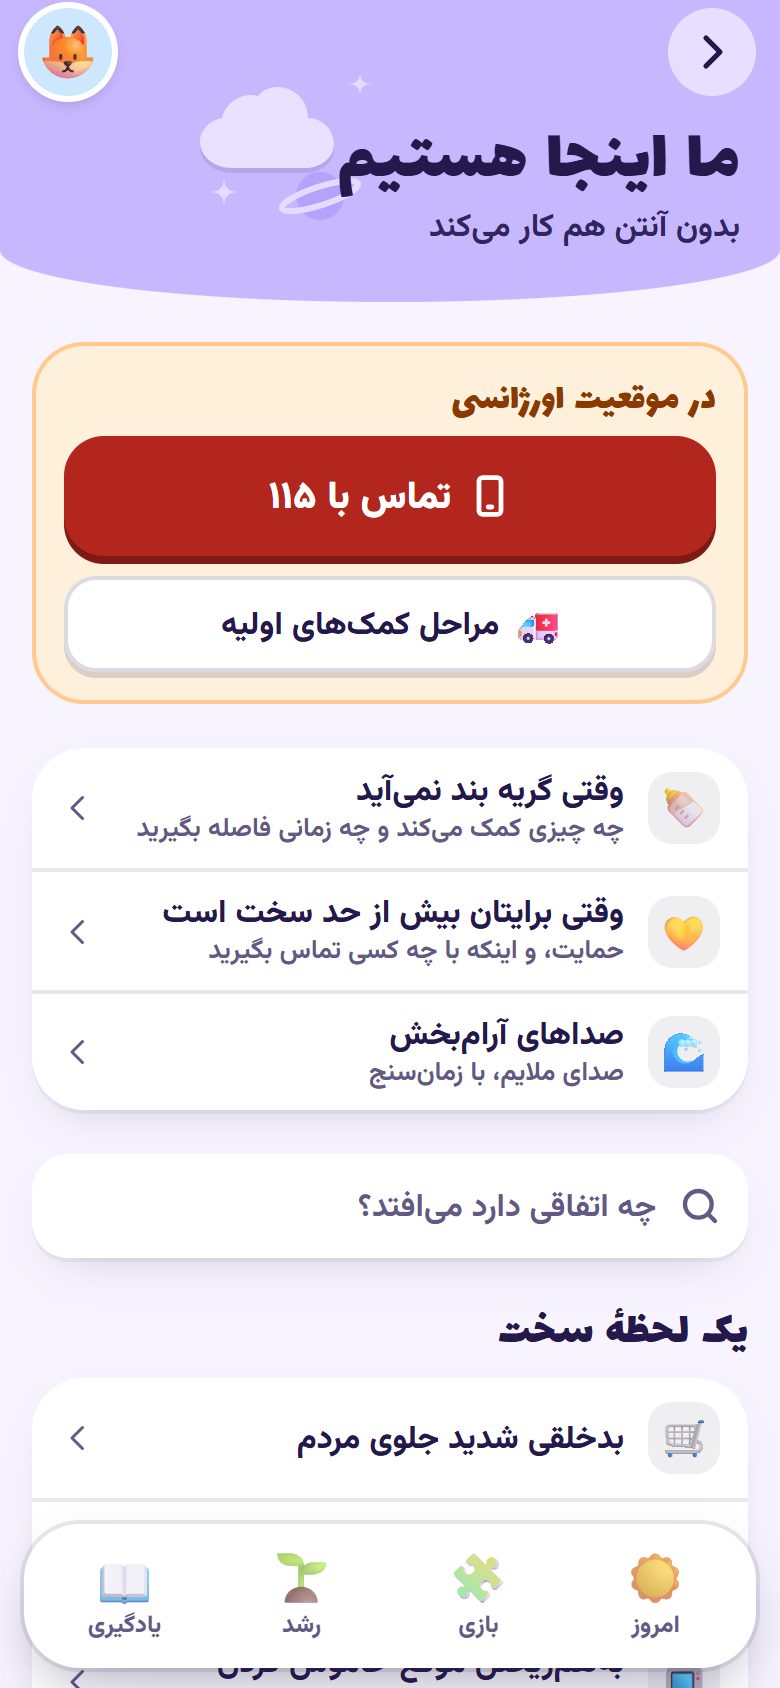 ما اینجا هستیم
بدون آنتن هم کار می‌کند
در موقعیت اورژانسی
تماس با ۱۱۵
مراحل کمک‌های اولیه
وقتی گریه بند نمی‌آید
چه چیزی کمک می‌کند و چه زمانی فاصله بگیرید
وقتی برایتان بیش از حد سخت است
حمایت، و اینکه با چه کسی تماس بگیرید
صداهای آرام‌بخش
صدای ملایم، با زمان‌سنج
چه اتفاقی دارد می‌افتد؟
یک لحظهٔ سخت
بدخلقی شدید جلوی مردم
امروز
بازی
رشد
یادگیری